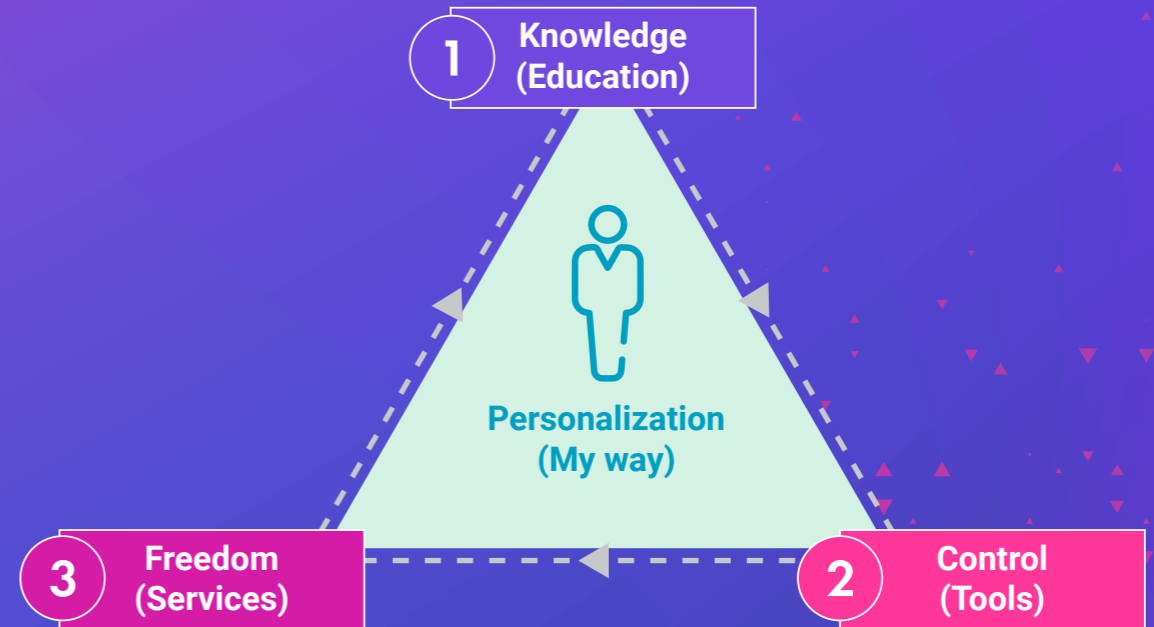 1
Knowledge
(Education)
Personalization
(My way)
3
Freedom
(Services)
2
Control
(Tools)